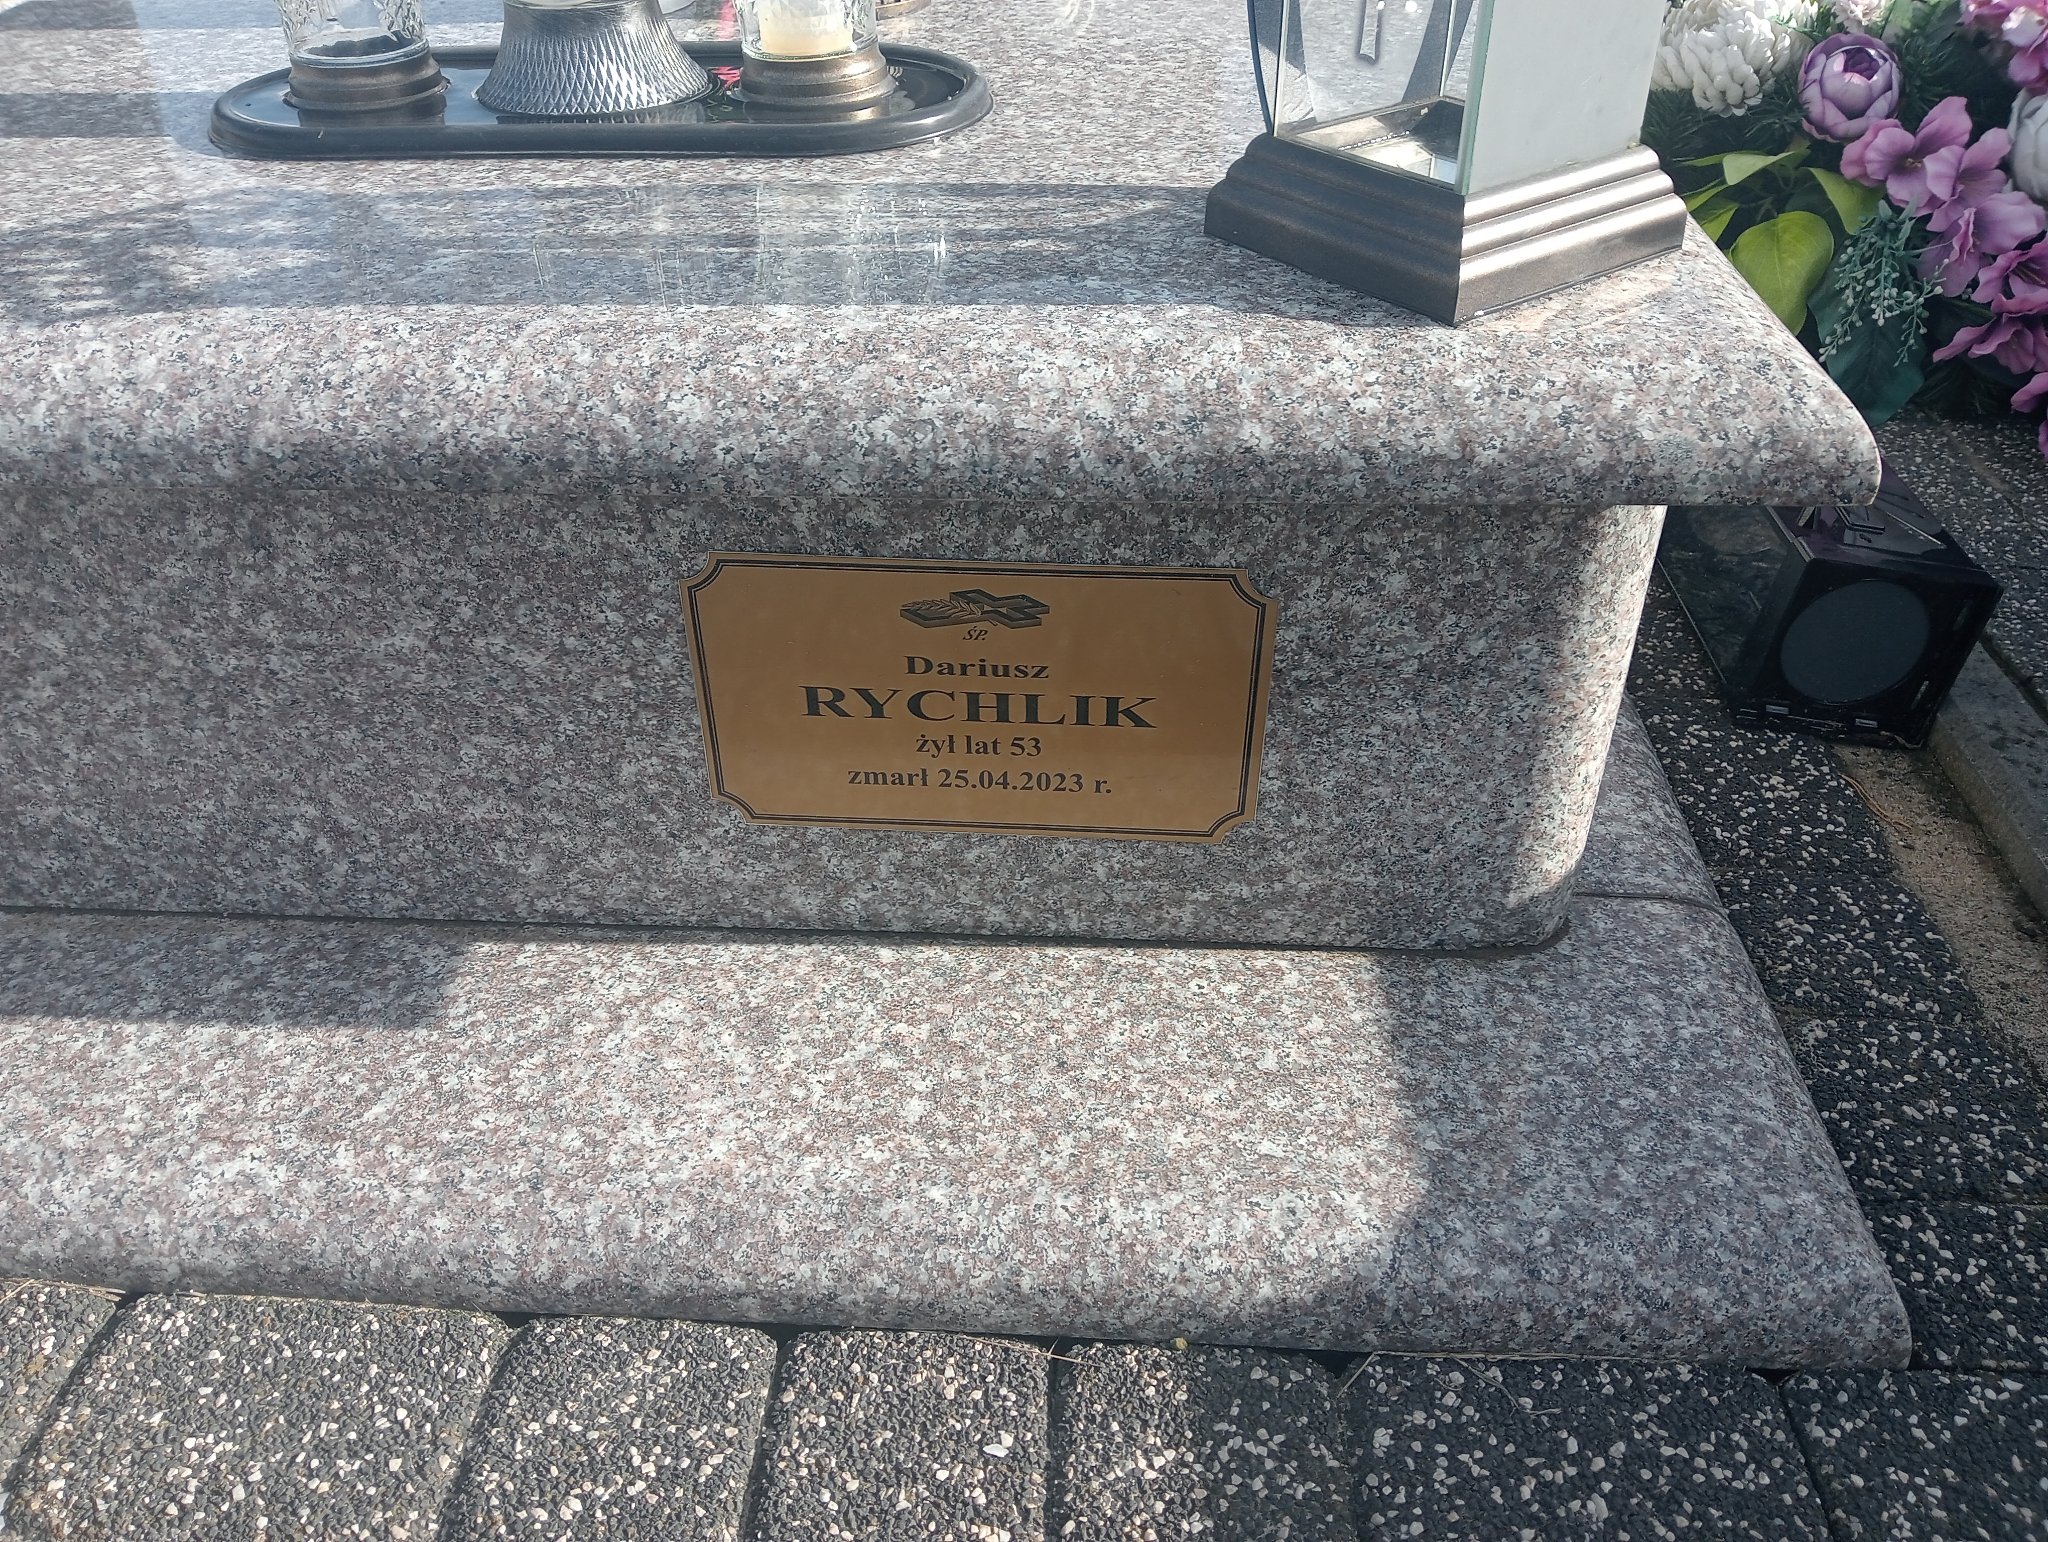 ŚP.
Dariusz
RYCHLIK
żył lat 53
zmarł 25.04.2023 r.